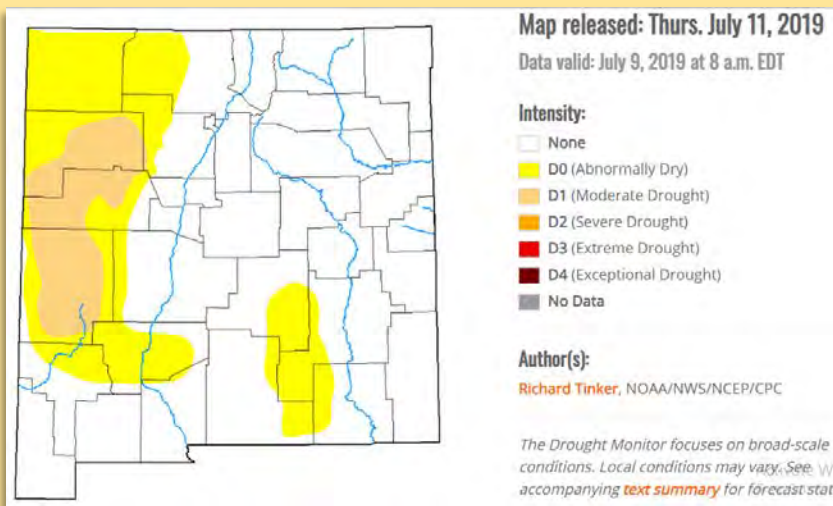 Map released: Thurs. July 11, 2019
Data valid: July 9, 2019 at 8 a.m. EDT
Intensity:
None
D0 (Abnormally Dry)
D1 (Moderate Drought)
D2 (Severe Drought)
D3 (Extreme Drought)
D4 (Exceptional Drought)
No Data
Author(s):
Richard Tinker, NOAA/NWS/NCEP/CPC
The Drought Monitor focuses on broad-scale
conditions. Local conditions may vary. See
accompanying text summary for forecast stat